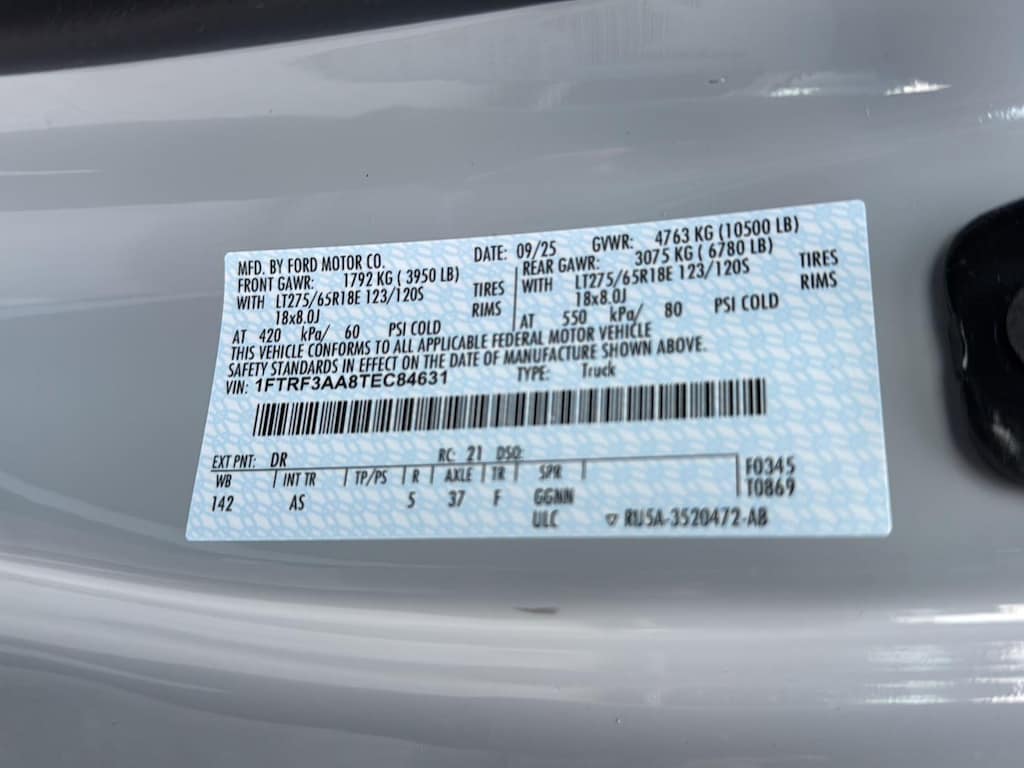 MFD. BY FORD MOTOR CO. DATE: 09/25 GVWR: 4763 KG (10500 LB)
FRONT GAWR: 1792 KG ( 3950 LB) REAR GAWR: 3075 KG ( 6780 LB)
WITH LT275/65R18E 123/120S TIRES WITH LT275/65R18E 123/120S TIRES
18x8.0J RIMS 18x8.0J RIMS
AT 420 kPa/ 60 PSI COLD AT 550 kPa/ 80 PSI COLD
THIS VEHICLE CONFORMS TO ALL APPLICABLE FEDERAL MOTOR VEHICLE
SAFETY STANDARDS IN EFFECT ON THE DATE OF MANUFACTURE SHOWN ABOVE.
VIN: 1FTRF3AA8TEC84631 TYPE: Truck
EXT PNT: DR RC: 21 DSO:
WB INT TR TP/PS R AXLE TR SPR F0345
142 AS 5 37 F GGNN T0869
ULC ▽ RU5A-3520472-AB